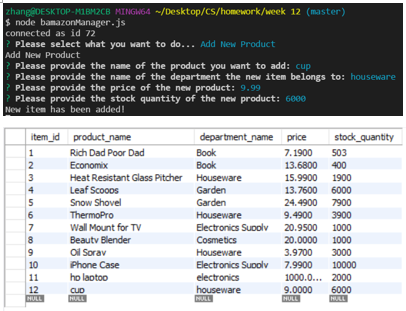 zhang@DESKTOP-M1BM2CB MINGW64 ~/Desktop/CS/homework/week 12 (master)
$ node bamazonManager.js
connected as id 72
? Please select what you want to do... Add New Product
Add New Product
? Please provide the name of the product you want to add: cup
? Please provide the name of the department the new item belongs to: houseware
? Please provide the price of the new product: 9.99
? Please provide the stock quantity of the new product: 6000
New item has been added!
item_id product_name department_name price stock_quantity
1 Rich Dad Poor Dad Book 7.1900 503
2 Economix Book 13.6800 400
3 Heat Resistant Glass Pitcher Houseware 15.9900 1900
4 Leaf Scoops Garden 13.7600 6000
5 Snow Shovel Garden 24.4900 7900
6 ThermoPro Houseware 9.4900 3900
7 Wall Mount for TV Electronics Supply 20.9500 1000
8 Beauty Blender Cosmetics 20.0000 1000
9 Oil Spray Houseware 3.9700 3000
10 iPhone Case Electronics Supply 7.9900 10000
11 hp laptop electronics 1000.0... 2000
12 cup houseware 9.0000 6000
NULL NULL NULL NULL NULL